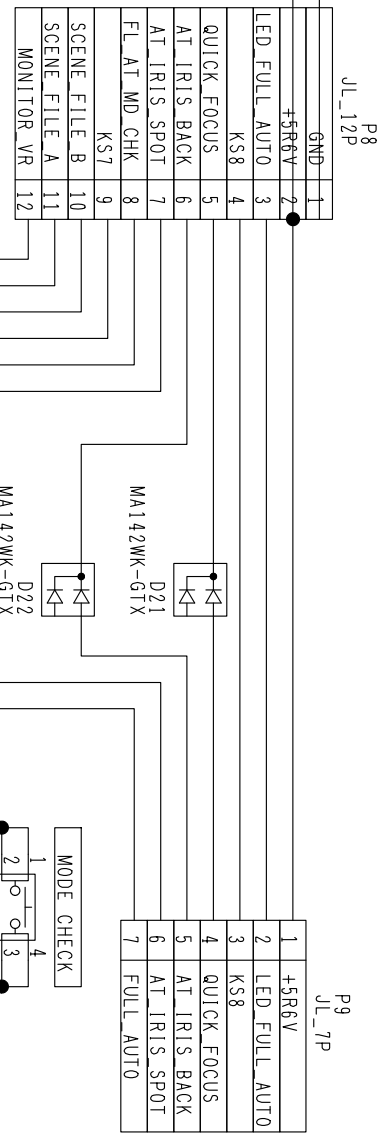 P8
JL_12P
GND 1
+5R6V 2
LED_FULL_AUTO 3
KS8 4
QUICK_FOCUS 5
AT_IRIS_BACK 6
AT_IRIS_SPOT 7
FL_AT_MD_CHK 8
KS7 9
SCENE_FILE_B 10
SCENE_FILE_A 11
MONITOR_VR 12
D21
MA142WK-GTX
D22
MA142WK-GTX
P9
JL_7P
1 +5R6V
2 LED_FULL_AUTO
3 KS8
4 QUICK_FOCUS
5 AT_IRIS_BACK
6 AT_IRIS_SPOT
7 FULL_AUTO
MODE CHECK
1 4
2 3